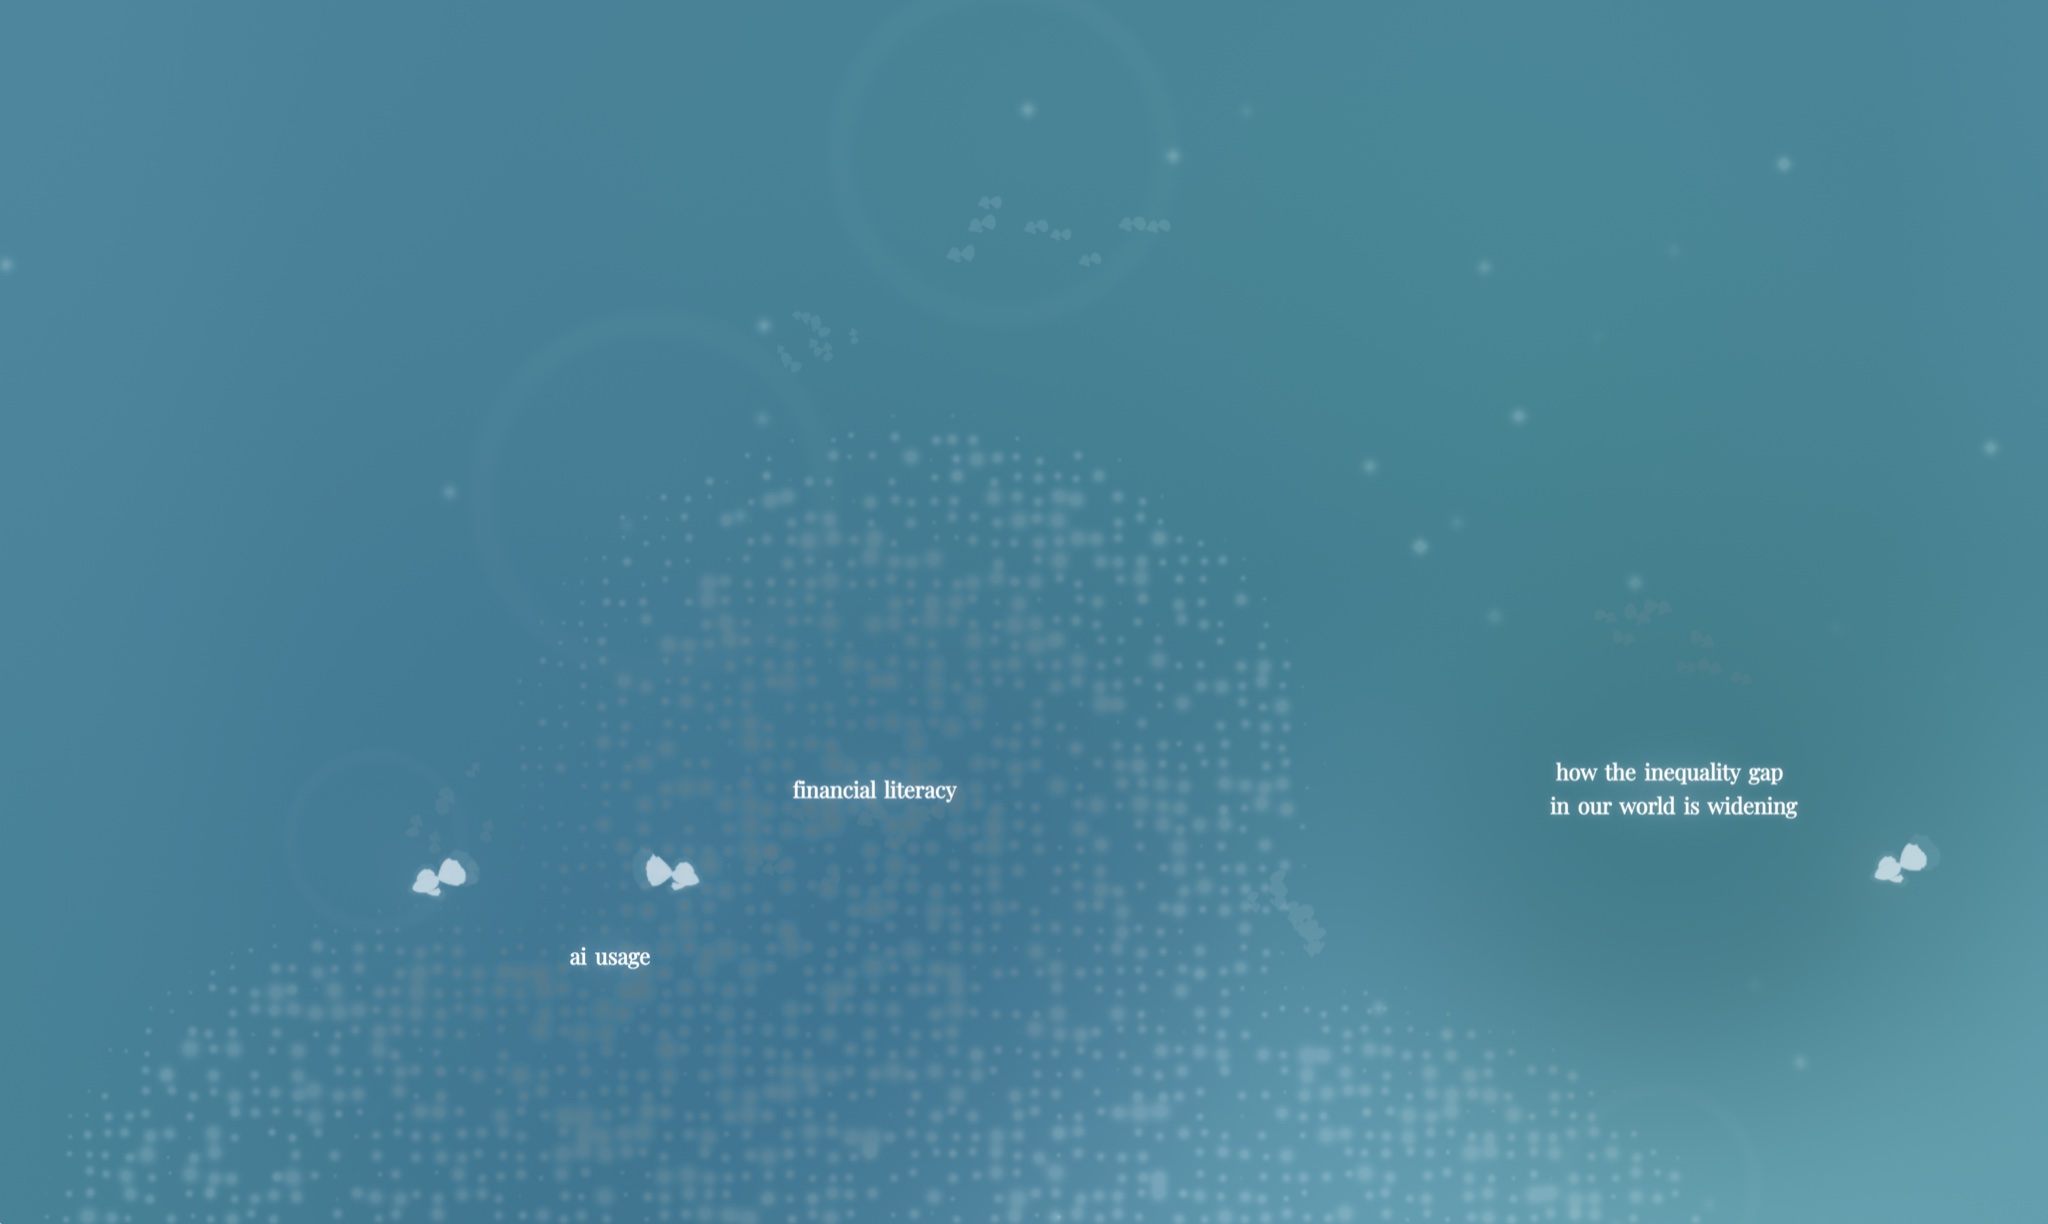 financial literacy
how the inequality gap
in our world is widening
ai usage